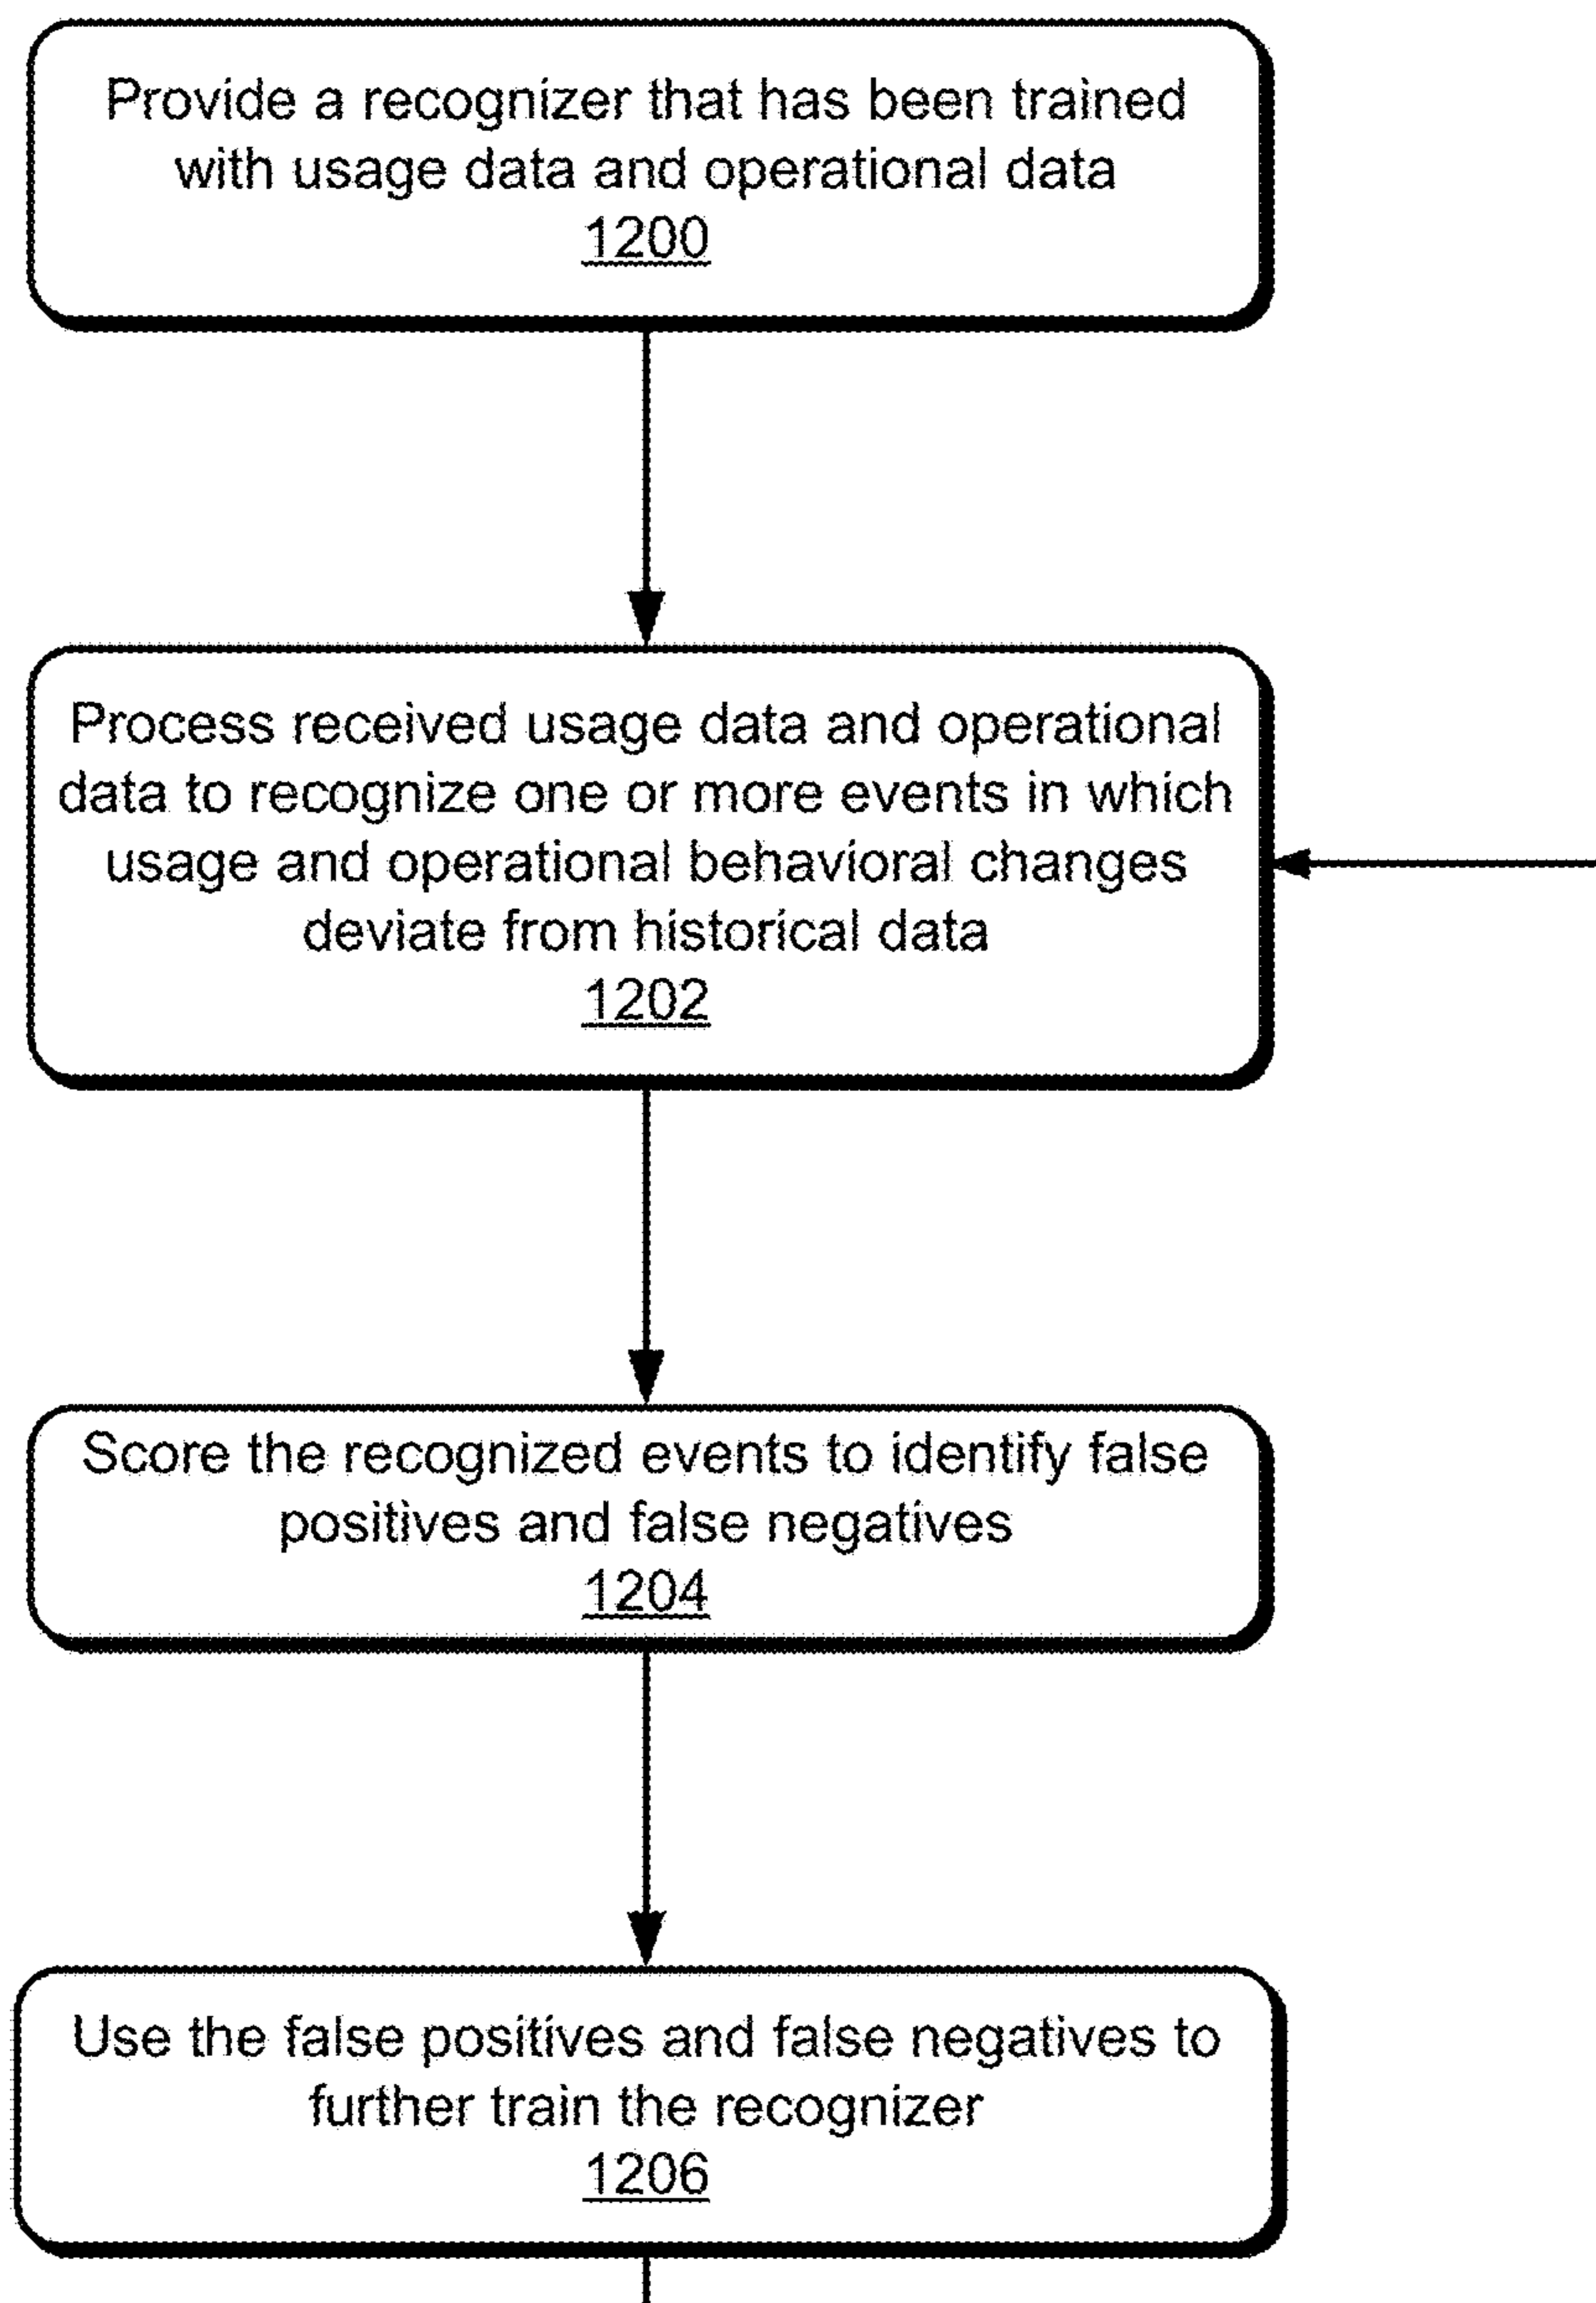 Provide a recognizer that has been trained
with usage data and operational data
1200
Process received usage data and operational
data to recognize one or more events in which
usage and operational behavioral changes
deviate from historical data
1202
Score the recognized events to identify false
positives and false negatives
1204
Use the false positives and false negatives to
further train the recognizer
1206